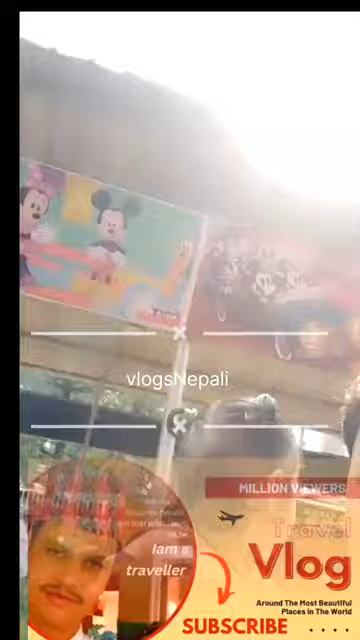 vlogsNepali
MILLION VIEWERS
Iam a
traveller
Travel
Vlog
Around The Most Beautiful
Places In The World
SUBSCRIBE